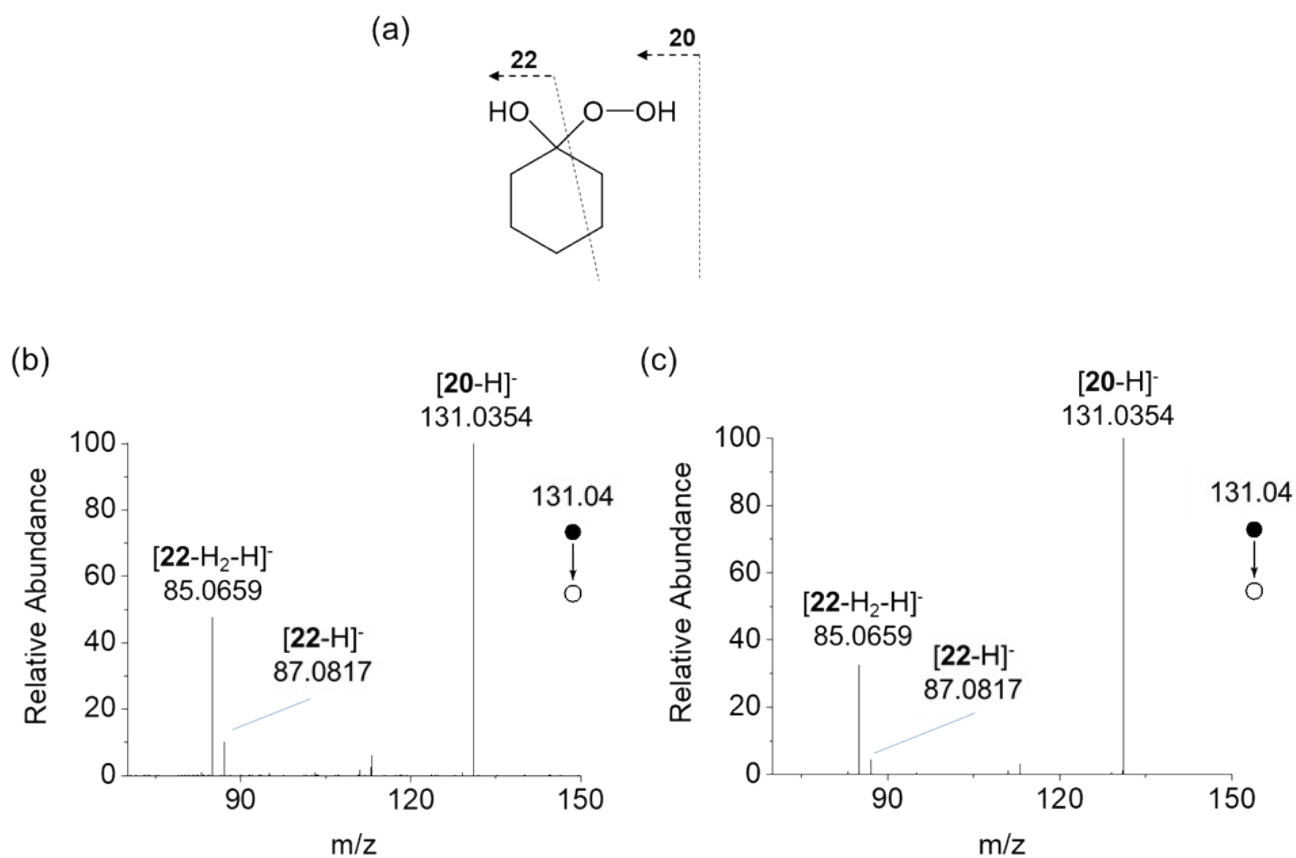 (a)
20
22
HO
O—OH
(b)
[20-H]-
131.0354
131.04
[22-H2-H]-
85.0659
[22-H]-
87.0817
Relative Abundance
100
80
60
40
20
0
90
120
150
m/z
(c)
[20-H]-
131.0354
131.04
[22-H2-H]-
85.0659
[22-H]-
87.0817
Relative Abundance
100
80
60
40
20
0
90
120
150
m/z